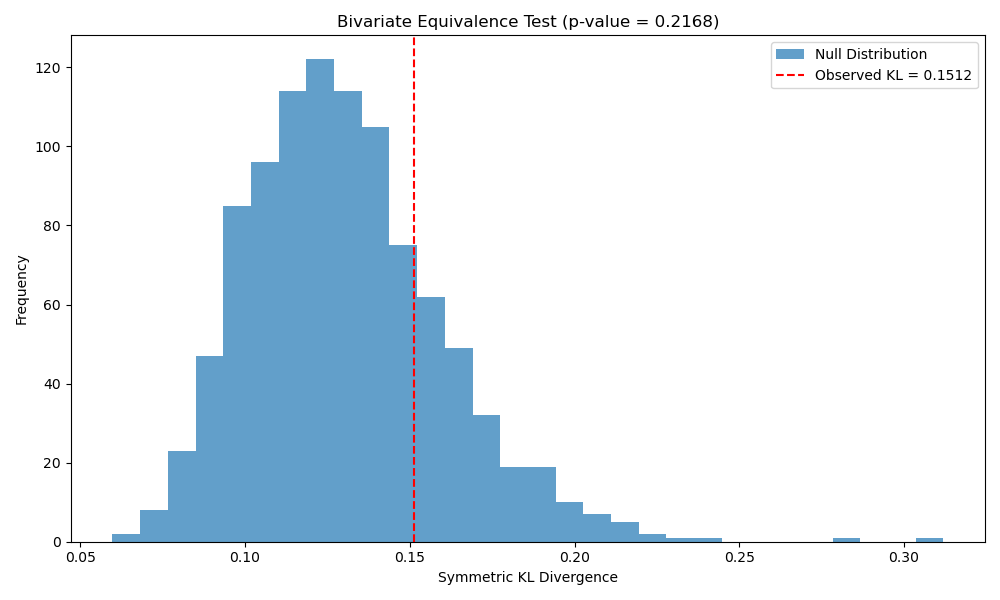 Bivariate Equivalence Test (p-value = 0.2168)
Null Distribution
Observed KL = 0.1512
120
100
80
60
40
20
0
Frequency
0.05
0.10
0.15
0.20
0.25
0.30
Symmetric KL Divergence